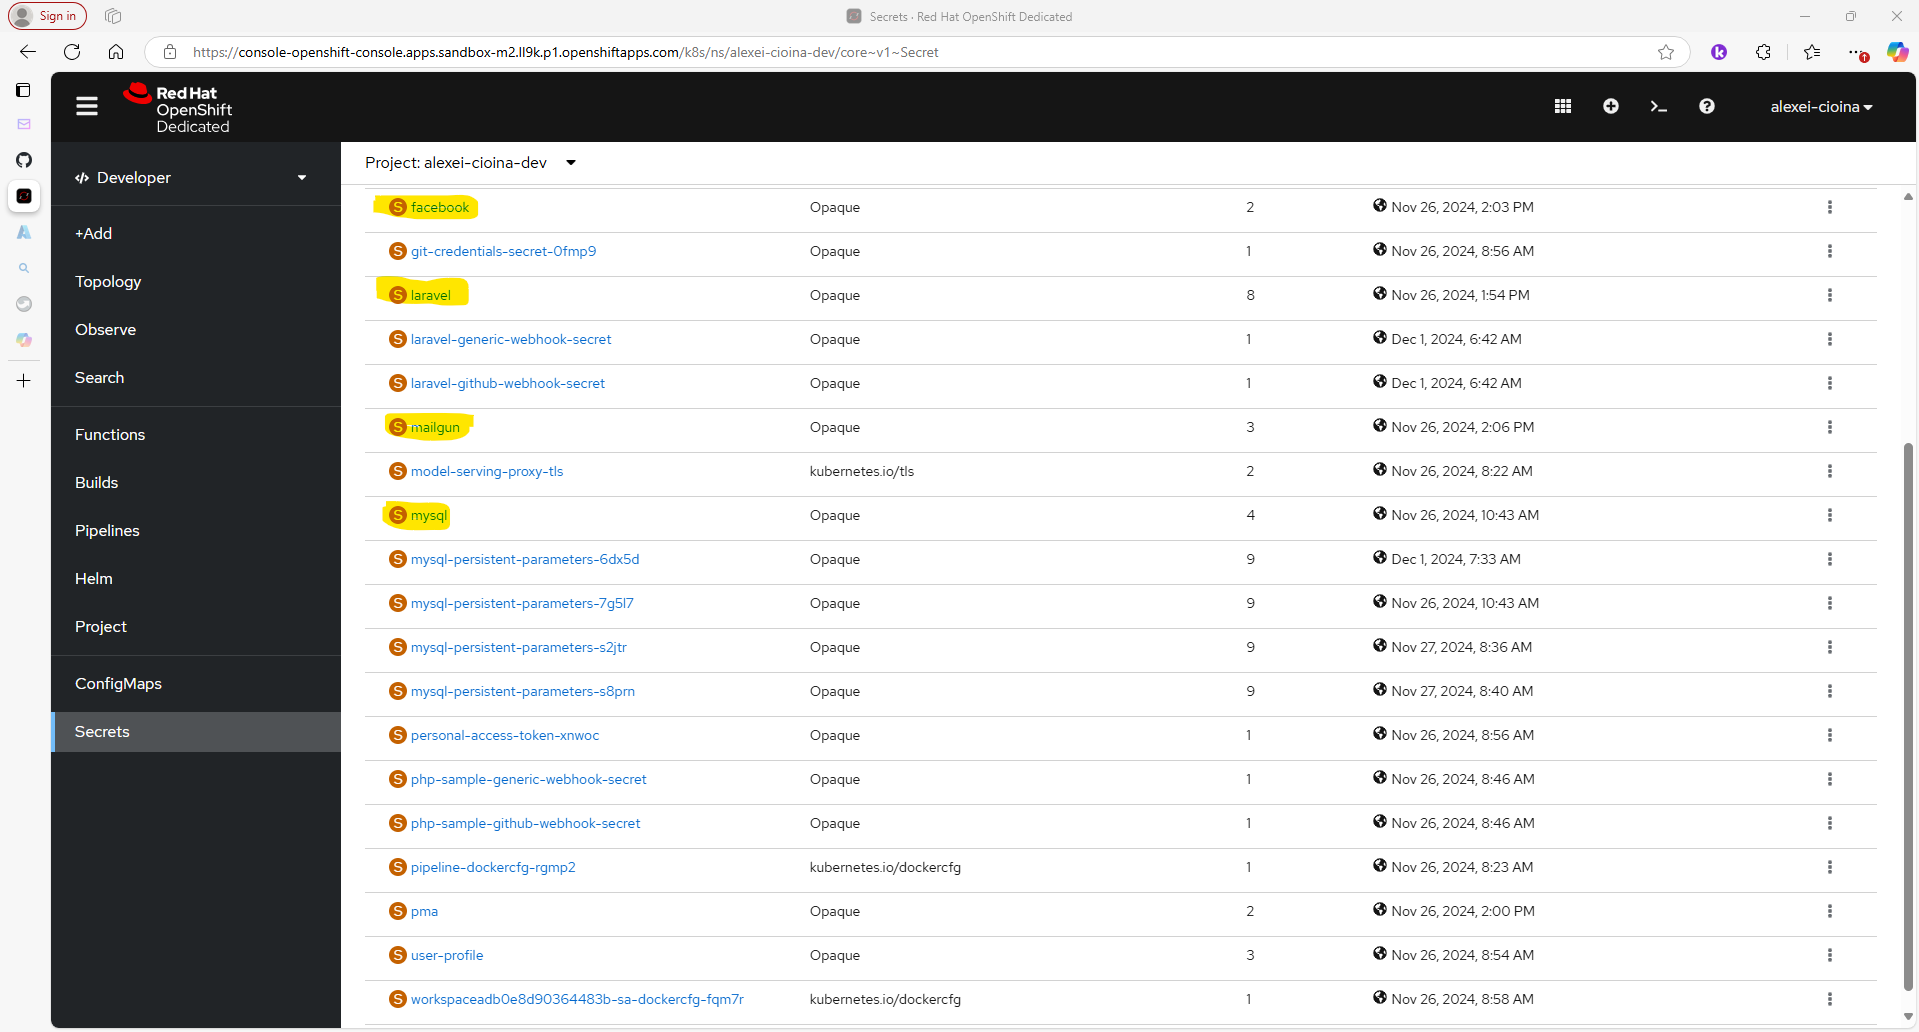 Sign in
Secrets · Red Hat OpenShift Dedicated
https://console-openshift-console.apps.sandbox-m2.ll9k.p1.openshiftapps.com/k8s/ns/alexei-cioina-dev/core~v1~Secret
Red Hat
OpenShift
Dedicated
alexei-cioina
Developer
+Add
Topology
Observe
Search
Functions
Builds
Pipelines
Helm
Project
ConfigMaps
Secrets
Project: alexei-cioina-dev
S facebook Opaque 2 Nov 26, 2024, 2:03 PM
S git-credentials-secret-0fmp9 Opaque 1 Nov 26, 2024, 8:56 AM
S laravel Opaque 8 Nov 26, 2024, 1:54 PM
S laravel-generic-webhook-secret Opaque 1 Dec 1, 2024, 6:42 AM
S laravel-github-webhook-secret Opaque 1 Dec 1, 2024, 6:42 AM
S mailgun Opaque 3 Nov 26, 2024, 2:06 PM
S model-serving-proxy-tls kubernetes.io/tls 2 Nov 26, 2024, 8:22 AM
S mysql Opaque 4 Nov 26, 2024, 10:43 AM
S mysql-persistent-parameters-6dx5d Opaque 9 Dec 1, 2024, 7:33 AM
S mysql-persistent-parameters-7g5l7 Opaque 9 Nov 26, 2024, 10:43 AM
S mysql-persistent-parameters-s2jtr Opaque 9 Nov 27, 2024, 8:36 AM
S mysql-persistent-parameters-s8prn Opaque 9 Nov 27, 2024, 8:40 AM
S personal-access-token-xnwoc Opaque 1 Nov 26, 2024, 8:56 AM
S php-sample-generic-webhook-secret Opaque 1 Nov 26, 2024, 8:46 AM
S php-sample-github-webhook-secret Opaque 1 Nov 26, 2024, 8:46 AM
S pipeline-dockercfg-rgmp2 kubernetes.io/dockercfg 1 Nov 26, 2024, 8:23 AM
S pma Opaque 2 Nov 26, 2024, 2:00 PM
S user-profile Opaque 3 Nov 26, 2024, 8:54 AM
S workspaceadb0e8d90364483b-sa-dockercfg-fqm7r kubernetes.io/dockercfg 1 Nov 26, 2024, 8:58 AM